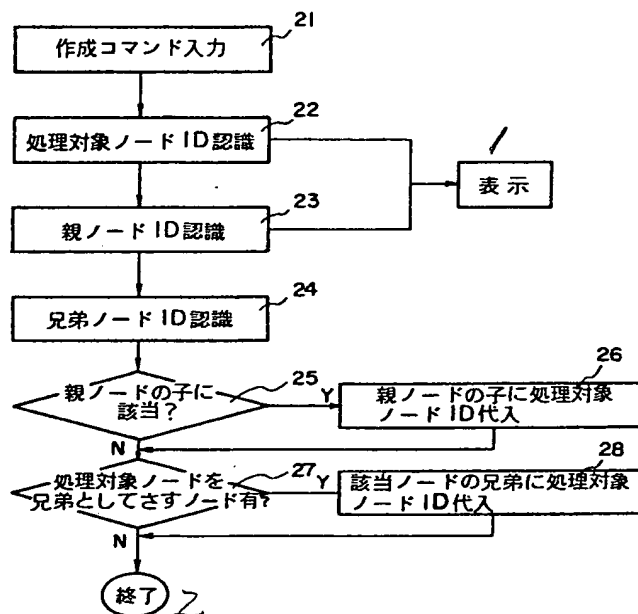 21
作成コマンド入力
22
処理対象ノードID認識
1
表示
23
親ノードID認識
24
兄弟ノードID認識
25
親ノードの子に
該当?
Y
26
親ノードの子に処理対象
ノードID代入
N
27
処理対象ノードを
兄弟としてさすノード有?
Y
28
該当ノードの兄弟に処理対象
ノードID代入
N
終了
2